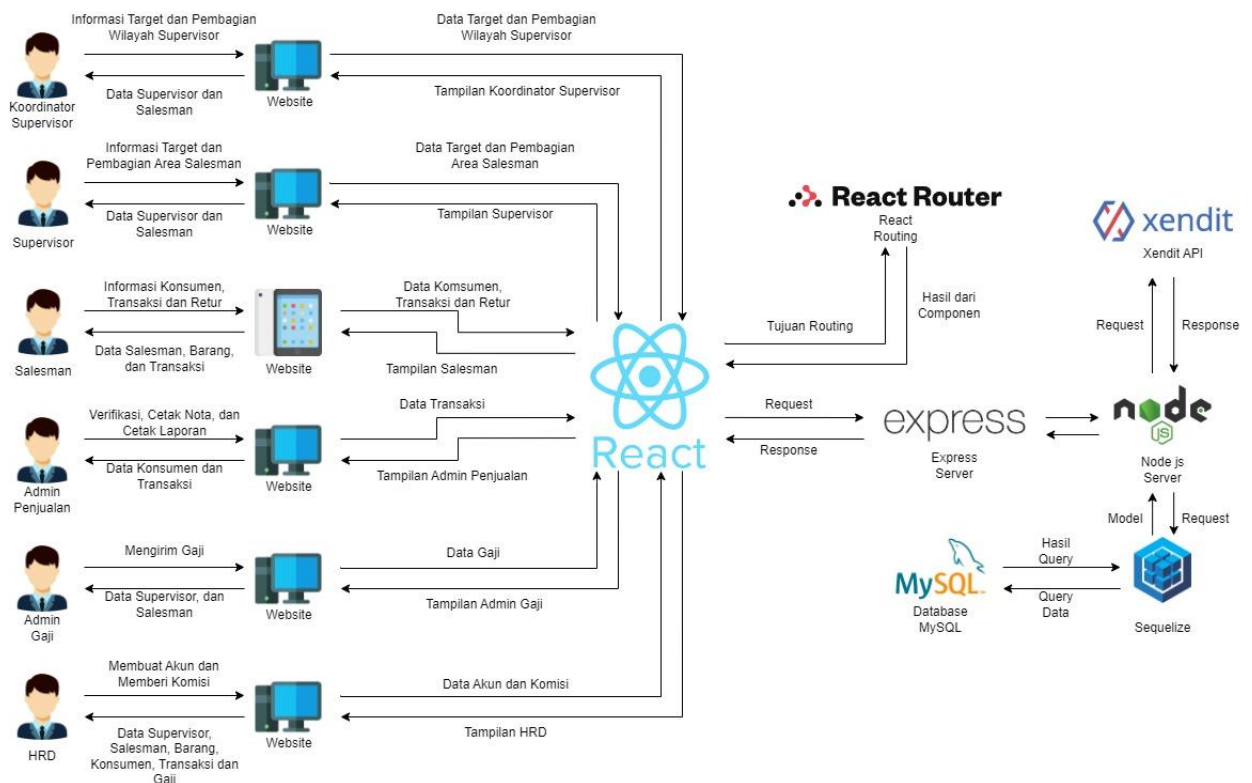 Informasi Target dan Pembagian
Wilayah Supervisor
Data Supervisor dan
Salesman
Koordinator
Supervisor
Website
Data Target dan Pembagian
Wilayah Supervisor
Tampilan Koordinator Supervisor
Informasi Target dan
Pembagian Area Salesman
Data Supervisor dan
Salesman
Supervisor
Website
Data Target dan Pembagian
Area Salesman
Tampilan Supervisor
Informasi Konsumen,
Transaksi dan Retur
Data Salesman, Barang,
dan Transaksi
Salesman
Website
Data Komsumen,
Transaksi dan Retur
Tampilan Salesman
Verifikasi, Cetak Nota, dan
Cetak Laporan
Data Konsumen dan
Transaksi
Admin
Penjualan
Website
Data Transaksi
Tampilan Admin Penjualan
Mengirim Gaji
Data Supervisor, dan
Salesman
Admin
Gaji
Website
Data Gaji
Tampilan Admin Gaji
Membuat Akun dan
Memberi Komisi
Data Supervisor,
Salesman, Barang,
Konsumen, Transaksi dan
Gaji
HRD
Website
Data Akun dan Komisi
Tampilan HRD
React
React Router
React
Routing
Tujuan Routing
Hasil dari
Componen
Request
Response
express
Express
Server
xendit
Xendit API
Request
Response
node
JS
Node js
Server
Model
Request
MySQL
Database
MySQL
Hasil
Query
Query
Data
Sequelize